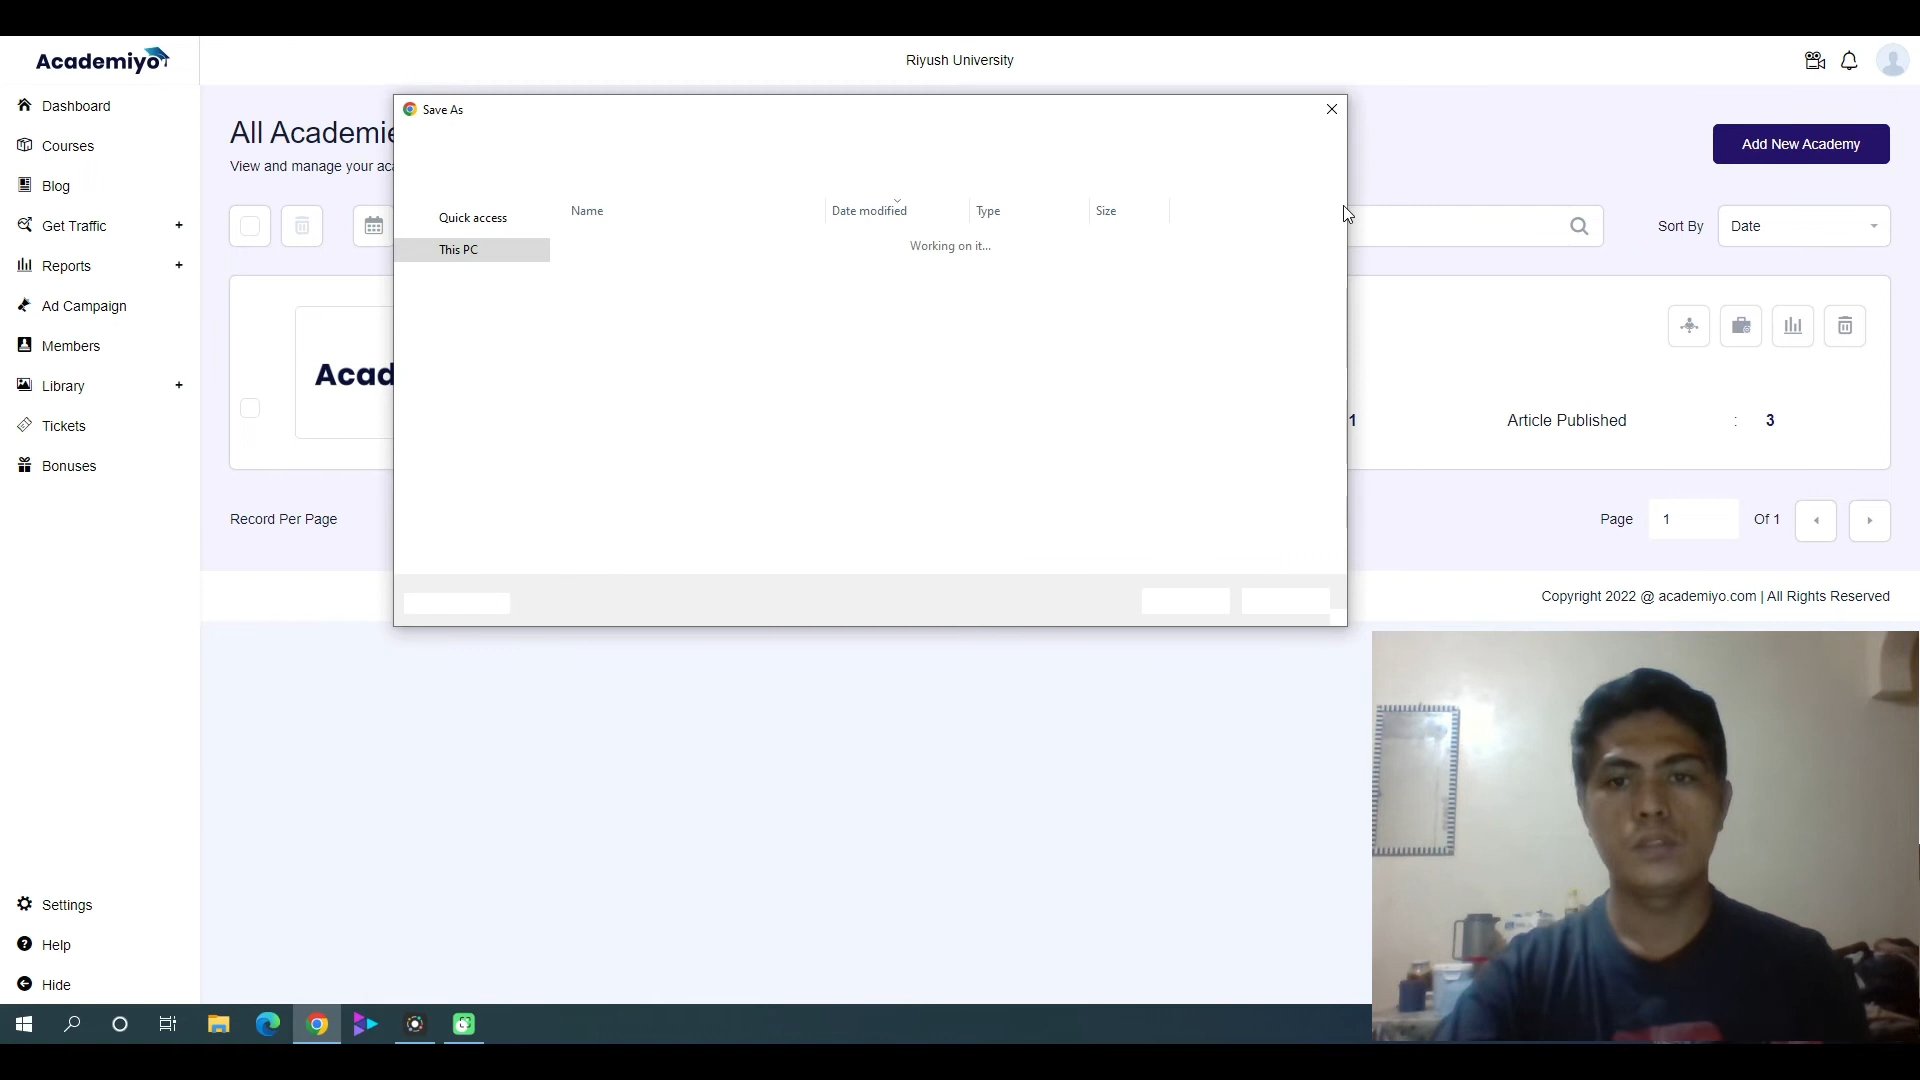 Academiyo
Riyush University
Dashboard
Courses
Blog
Get Traffic +
Reports +
Ad Campaign
Members
Library +
Tickets
Bonuses
Settings
Help
Hide
All Academie
View and manage your aca
Add New Academy
Sort By
Date
Save As
Quick access
This PC
Name
Date modified
Type
Size
Working on it...
Acad
1
Article Published : 3
Record Per Page
Page 1 Of 1
Copyright 2022 @ academiyo.com | All Rights Reserved